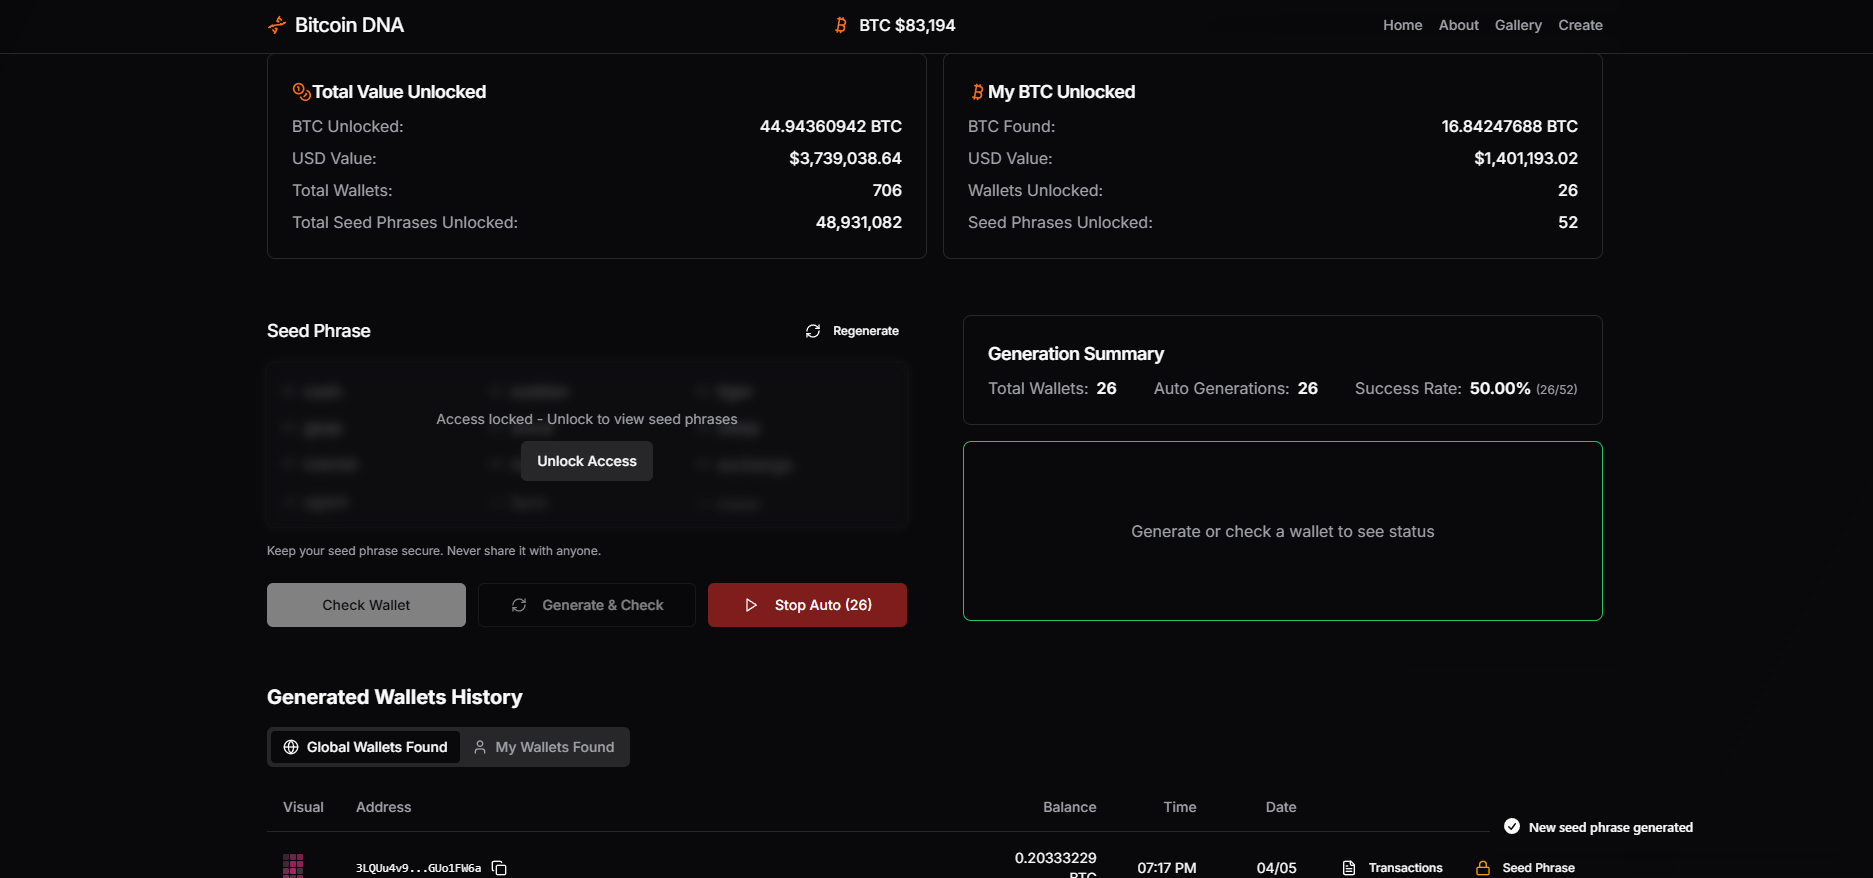 Bitcoin DNA
BTC $83,194
Home About Gallery Create
Total Value Unlocked
BTC Unlocked: 44.94360942 BTC
USD Value: $3,739,038.64
Total Wallets: 706
Total Seed Phrases Unlocked: 48,931,082
My BTC Unlocked
BTC Found: 16.84247688 BTC
USD Value: $1,401,193.02
Wallets Unlocked: 26
Seed Phrases Unlocked: 52
Seed Phrase
Regenerate
Access locked - Unlock to view seed phrases
Unlock Access
Keep your seed phrase secure. Never share it with anyone.
Check Wallet
Generate & Check
Stop Auto (26)
Generation Summary
Total Wallets: 26 Auto Generations: 26 Success Rate: 50.00% (26/52)
Generate or check a wallet to see status
Generated Wallets History
Global Wallets Found
My Wallets Found
Visual Address Balance Time Date
New seed phrase generated
3LQUu4v9...GUo1FW6a 0.20333229 BTC 07:17 PM 04/05 Transactions Seed Phrase